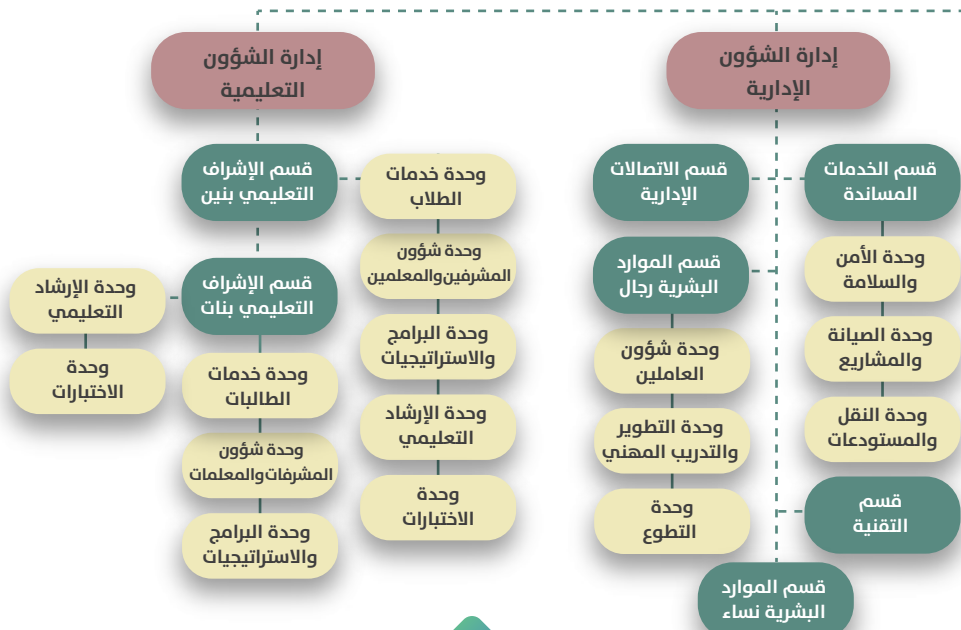 إدارة الشؤون
الإدارية
قسم الخدمات
المساندة
وحدة الأمن
والسلامة
وحدة الصيانة
والمشاريع
وحدة النقل
والمستودعات
قسم
التقنية
قسم الاتصالات
الإدارية
قسم الموارد
البشرية رجال
وحدة شؤون
العاملين
وحدة التطوير
والتدريب المهني
وحدة
التطوع
قسم الموارد
البشرية نساء
إدارة الشؤون
التعليمية
قسم الإشراف
التعليمي بنين
وحدة خدمات
الطلاب
وحدة شؤون
المشرفين والمعلمين
وحدة البرامج
والاستراتيجيات
وحدة الإرشاد
التعليمي
وحدة
الاختبارات
قسم الإشراف
التعليمي بنات
وحدة خدمات
الطالبات
وحدة شؤون
المشرفات والمعلمات
وحدة البرامج
والاستراتيجيات
وحدة الإرشاد
التعليمي
وحدة
الاختبارات